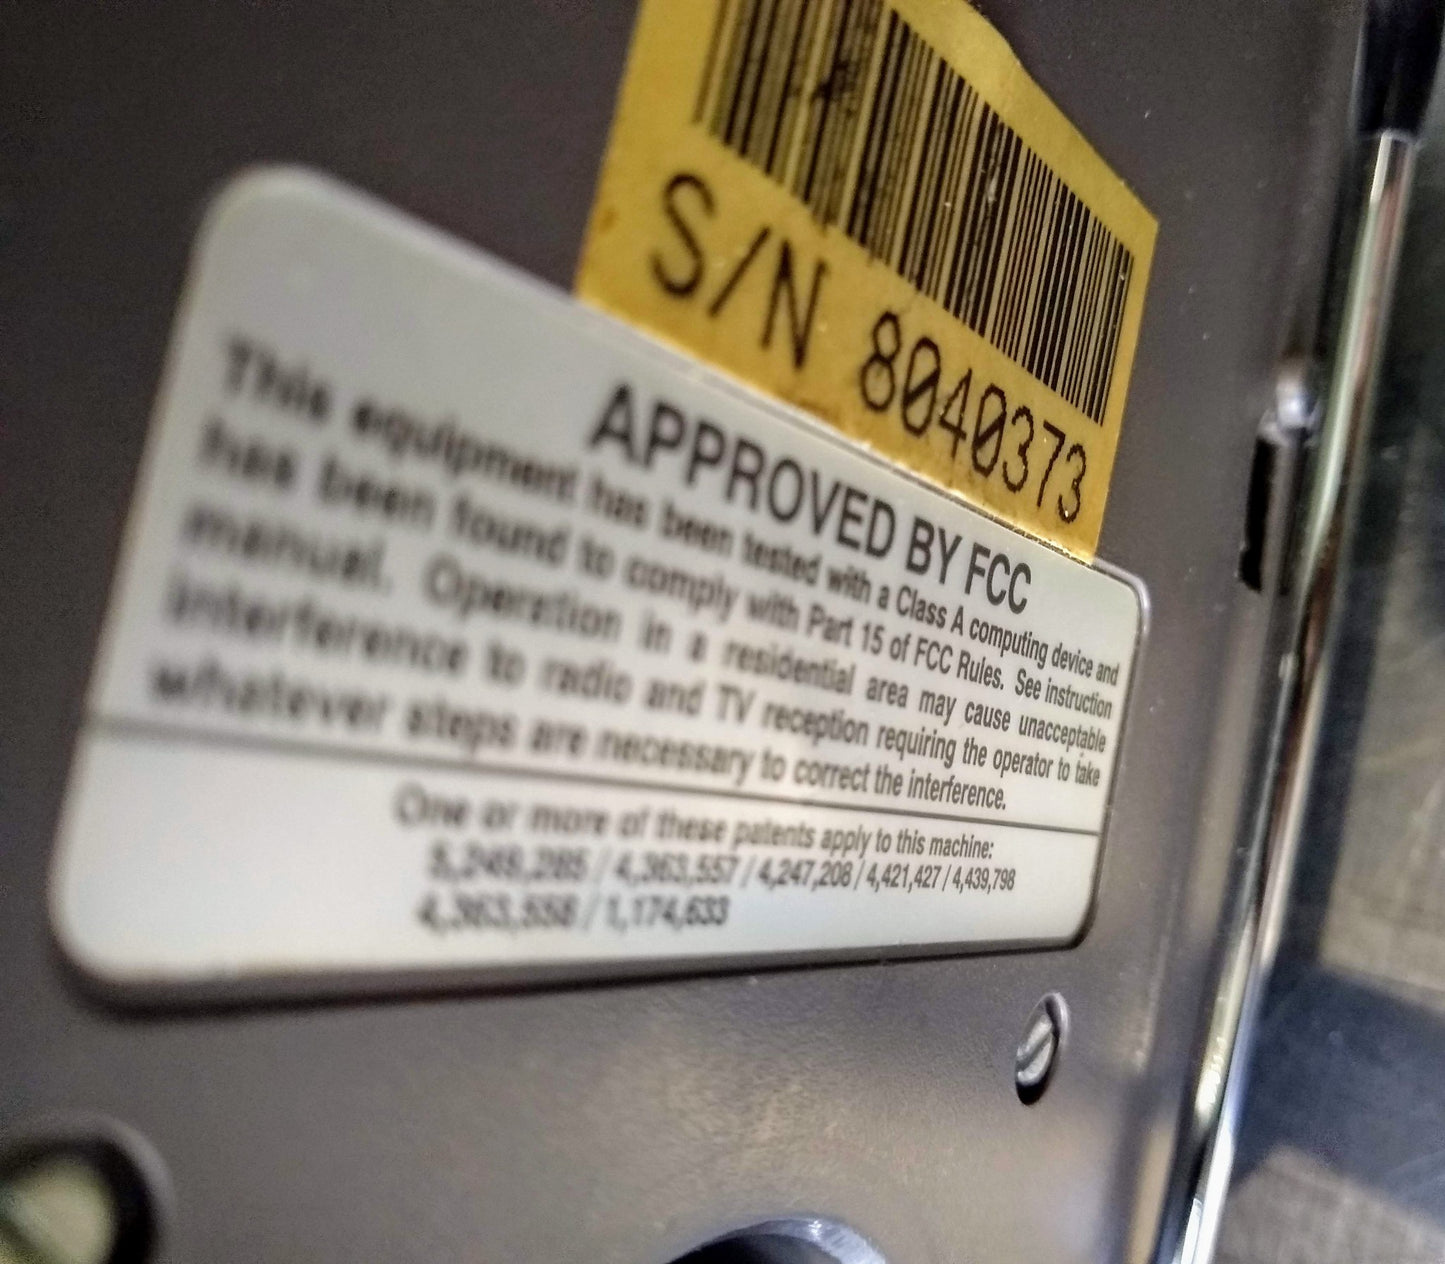 S/N 8040373
APPROVED BY FCC
This equipment has been tested with a Class A computing device and
has been found to comply with Part 15 of FCC Rules. See instruction
manual. Operation in a residential area may cause unacceptable
interference to radio and TV reception requiring the operator to take
whatever steps are necessary to correct the interference.
One or more of these patents apply to this machine:
/ 4,363,557 / 4,247,208 / 4,421,427 / 4,439,798
4,363,558 / 1,174,633